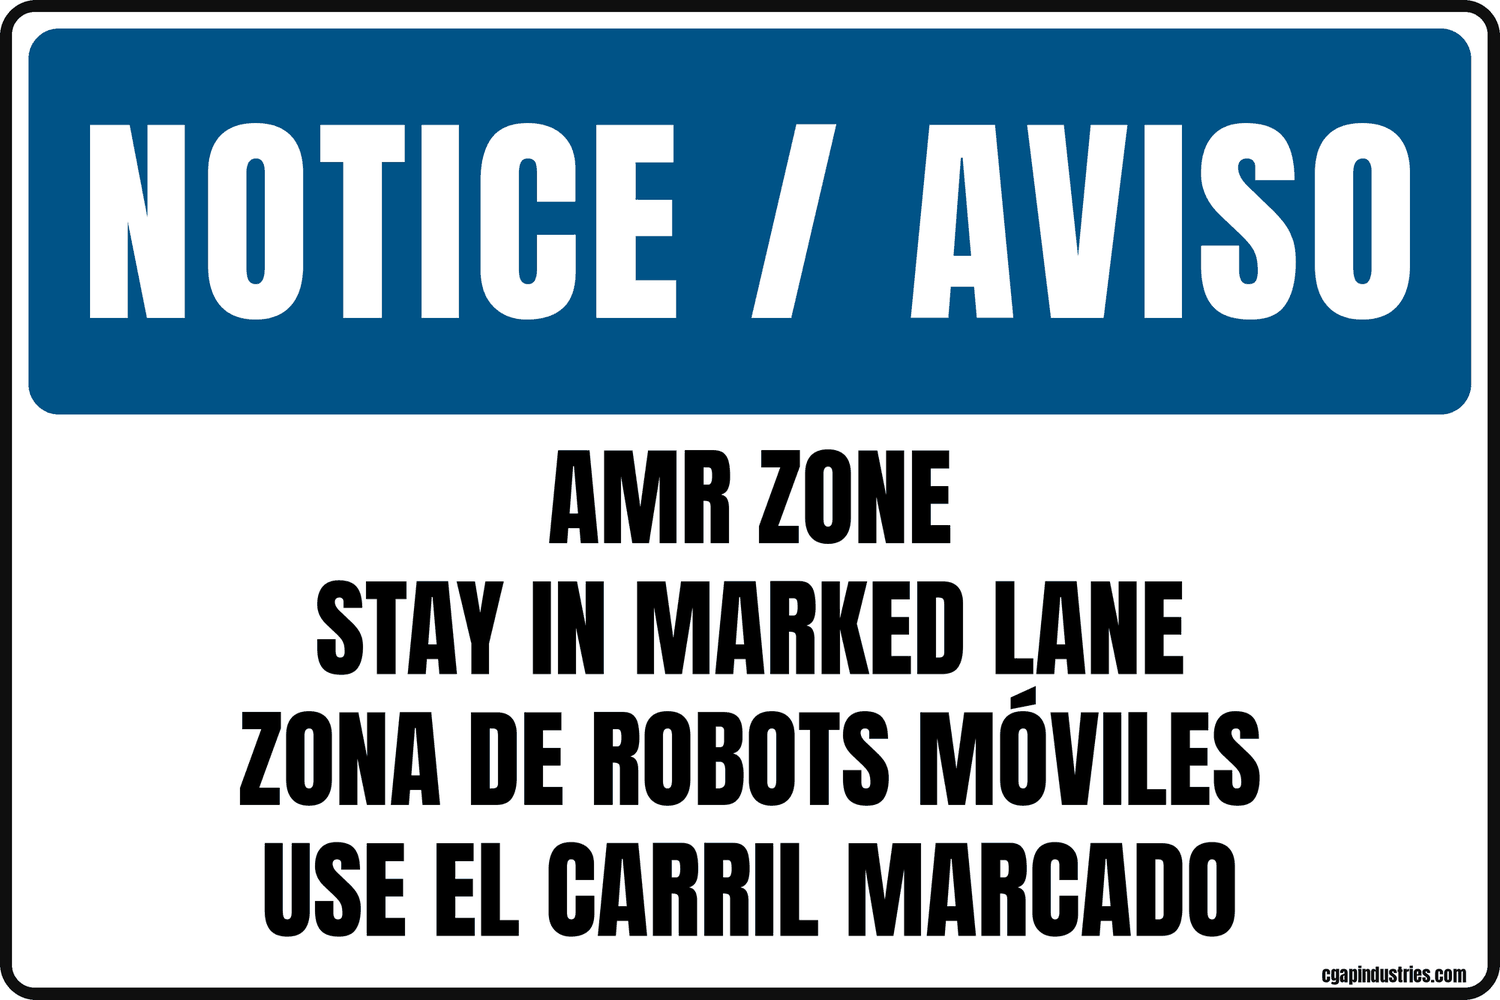 NOTICE / AVISO
AMR ZONE
STAY IN MARKED LANE
ZONA DE ROBOTS MÓVILES
USE EL CARRIL MARCADO
cgapindustries.com